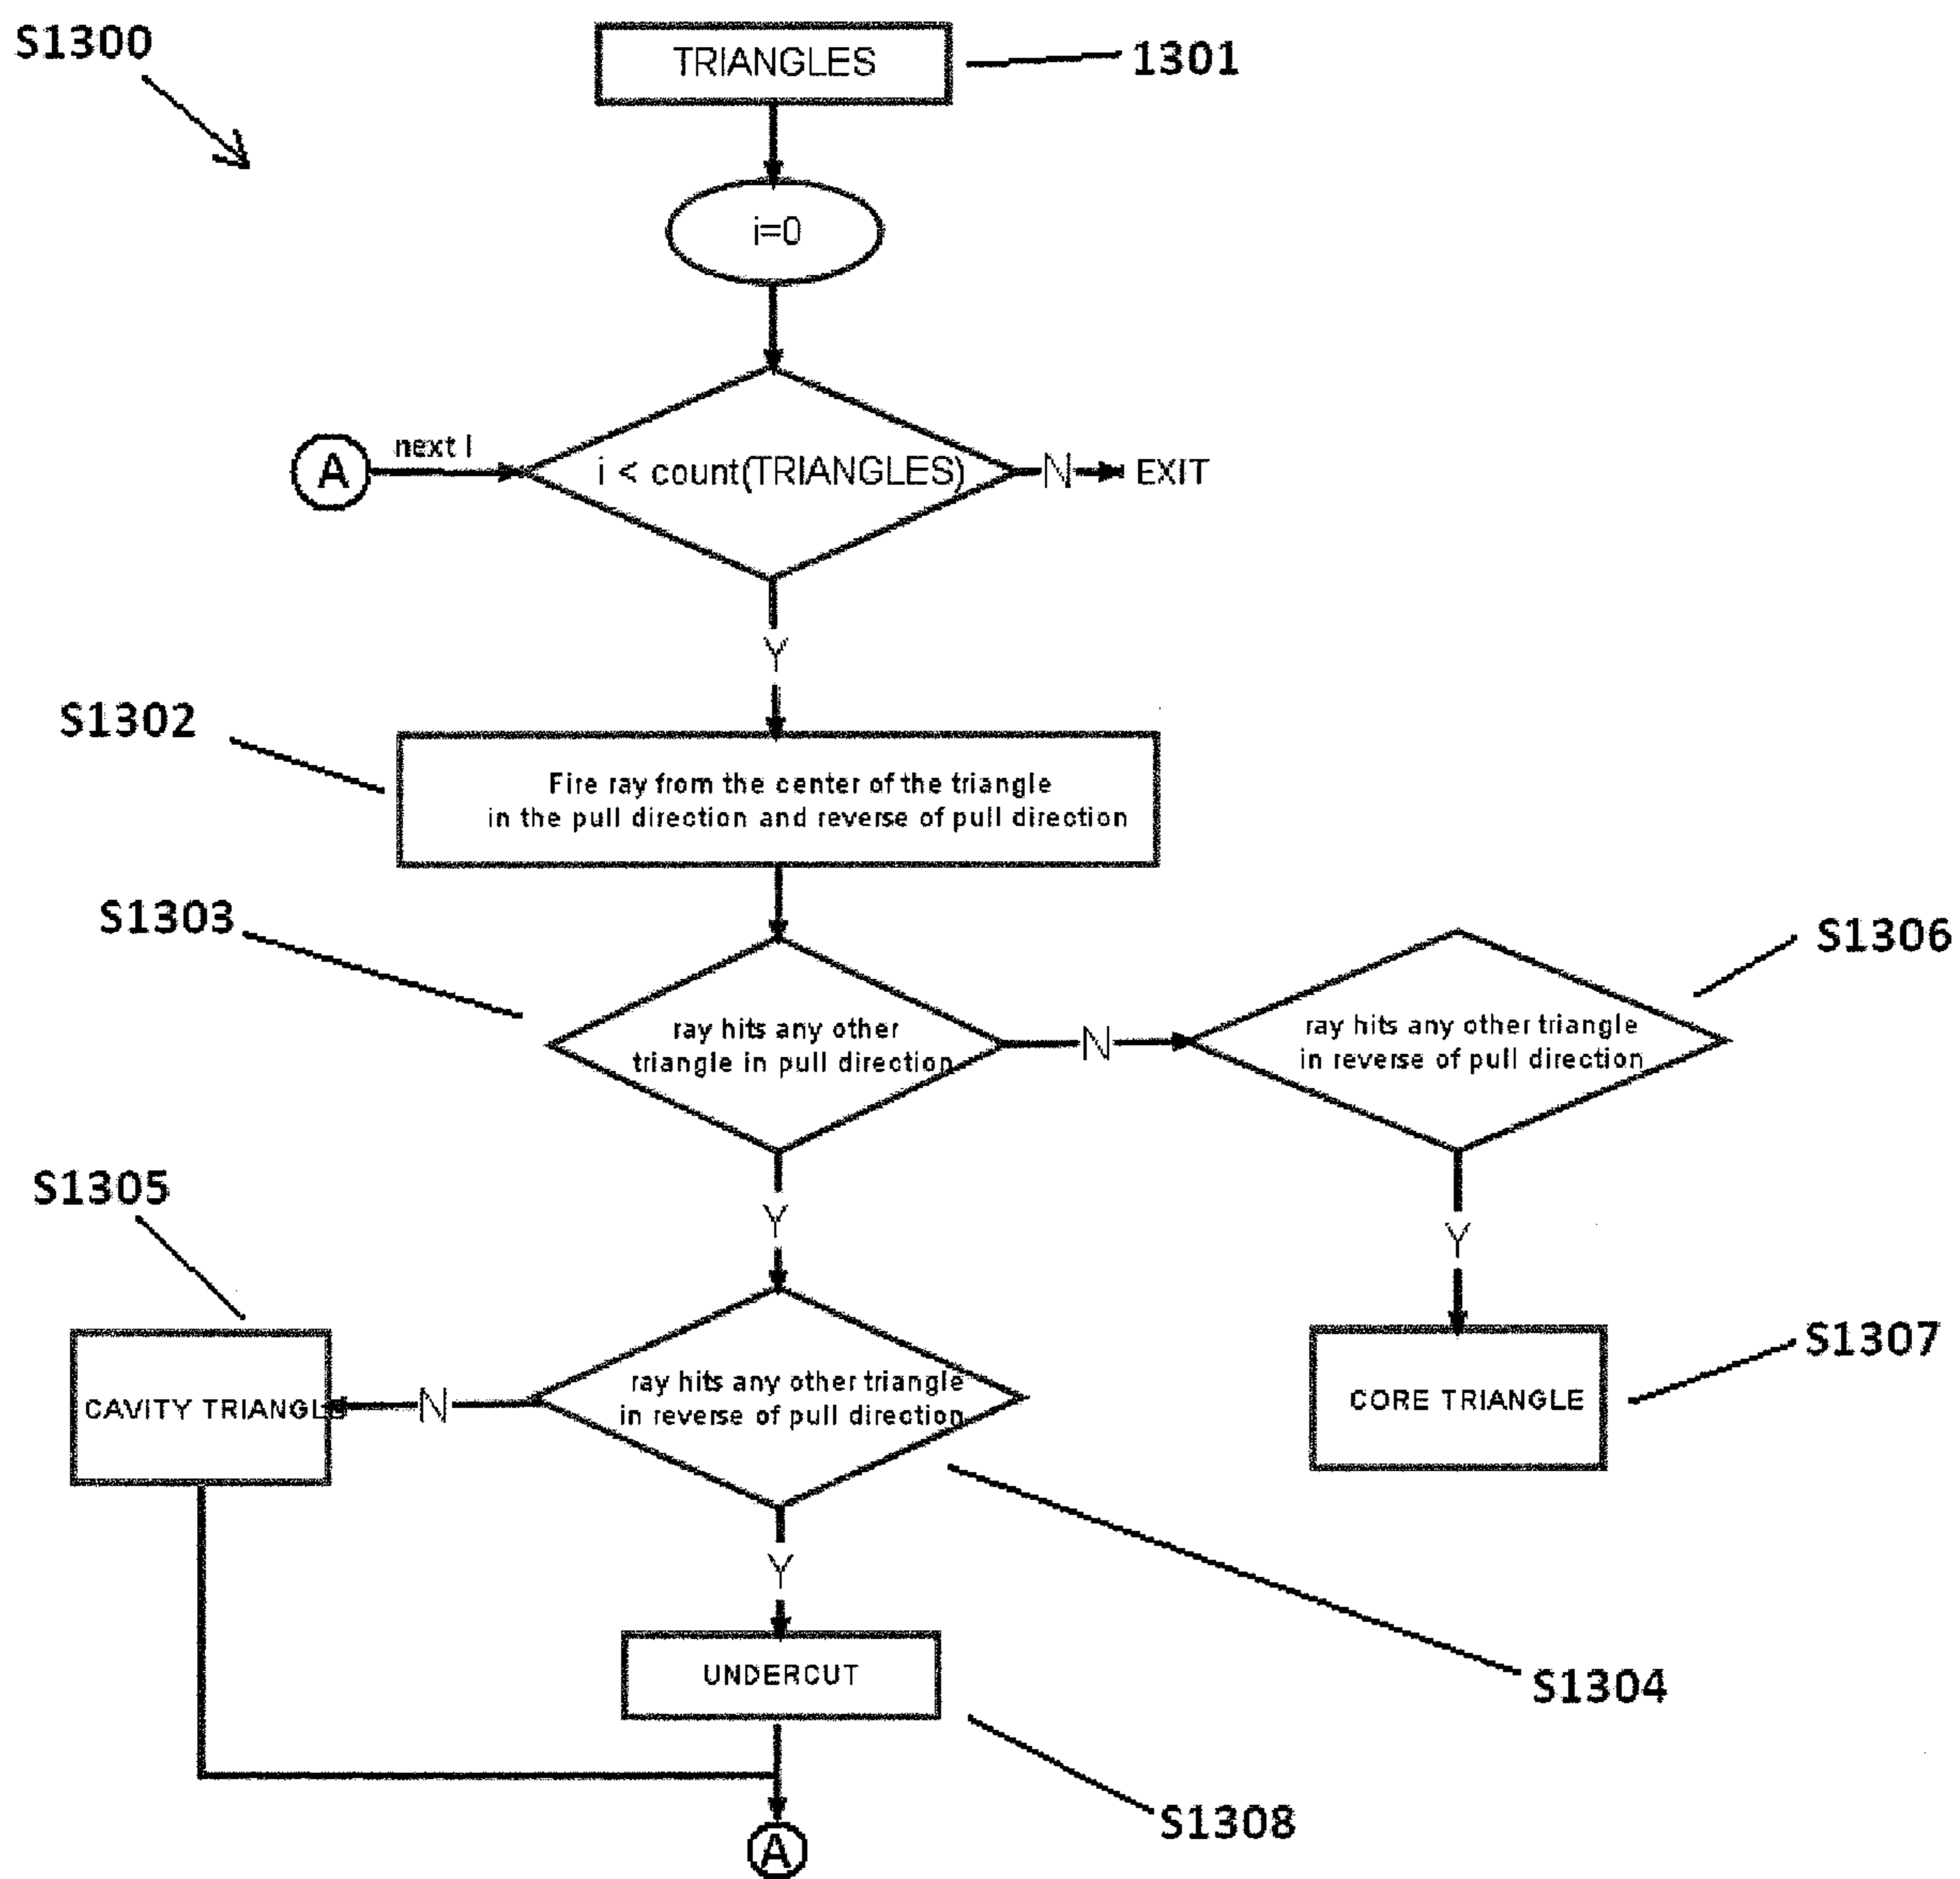 S1300
TRIANGLES
1301
i=0
A
next i
i < count(TRIANGLES)
N
EXIT
Y
S1302
Fire ray from the center of the triangle
in the pull direction and reverse of pull direction
S1303
ray hits any other
triangle in pull direction
N
ray hits any other triangle
in reverse of pull direction
S1306
Y
Y
S1305
CAVITY TRIANGLE
N
ray hits any other triangle
in reverse of pull direction
CORE TRIANGLE
S1307
Y
UNDERCUT
S1304
S1308
A